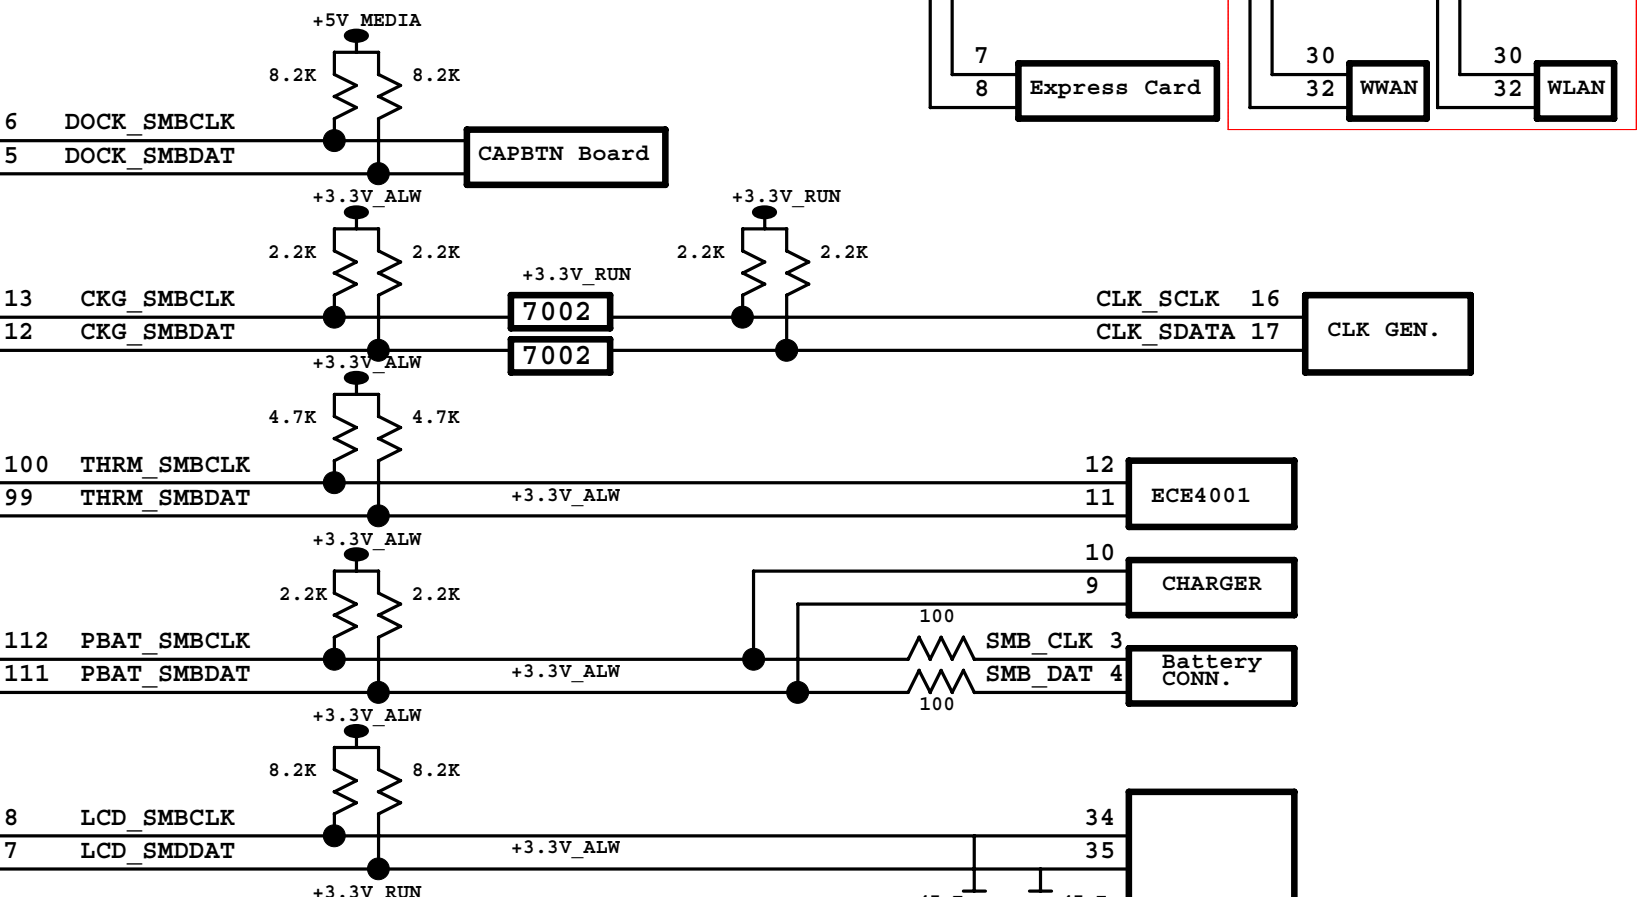 +5V_MEDIA
8.2K 8.2K
6 DOCK_SMBCLK
5 DOCK_SMBDAT
CAPBTN Board
7
8
Express Card
30
32
WWAN
30
32
WLAN
+3.3V_ALW
2.2K 2.2K
+3.3V_RUN
2.2K 2.2K
+3.3V_RUN
13 CKG_SMBCLK
12 CKG_SMBDAT
7002
7002
CLK_SCLK 16
CLK_SDATA 17
CLK GEN.
+3.3V_ALW
4.7K 4.7K
100 THRM_SMBCLK
99 THRM_SMBDAT
+3.3V_ALW
12
11
ECE4001
+3.3V_ALW
2.2K 2.2K
10
9
CHARGER
112 PBAT_SMBCLK
111 PBAT_SMBDAT
+3.3V_ALW
100
SMB_CLK 3
SMB_DAT 4
100
Battery
CONN.
+3.3V_ALW
8.2K 8.2K
8 LCD_SMBCLK
7 LCD_SMDDAT
+3.3V_ALW
34
35
+3.3V_RUN